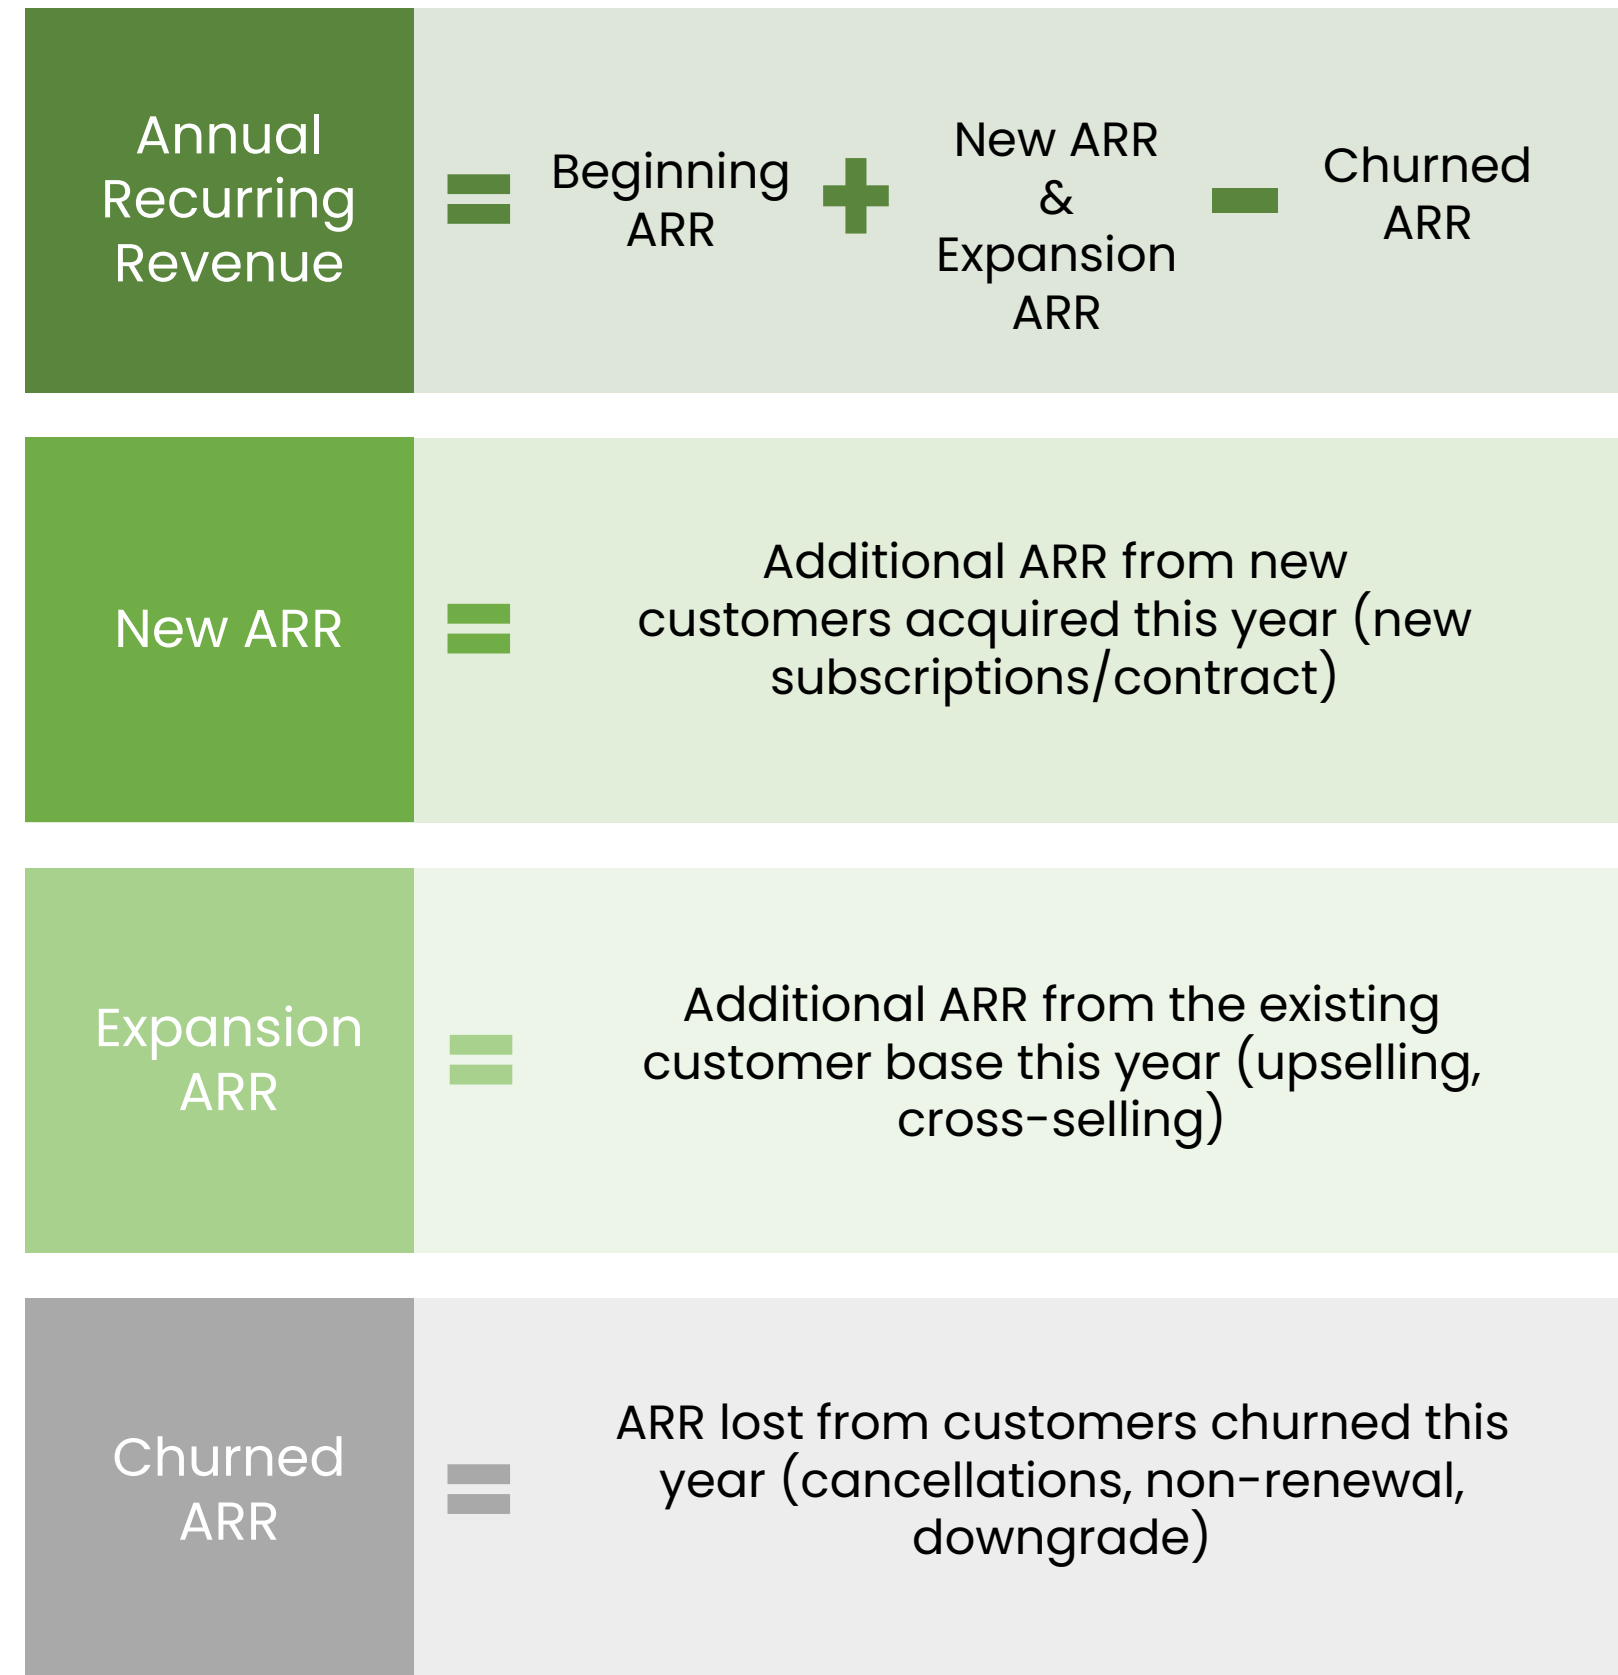 Annual
Recurring
Revenue
=
Beginning
ARR
+
New ARR
&
Expansion
ARR
-
Churned
ARR
New ARR
=
Additional ARR from new
customers acquired this year (new
subscriptions/contract)
Expansion
ARR
=
Additional ARR from the existing
customer base this year (upselling,
cross-selling)
Churned
ARR
=
ARR lost from customers churned this
year (cancellations, non-renewal,
downgrade)